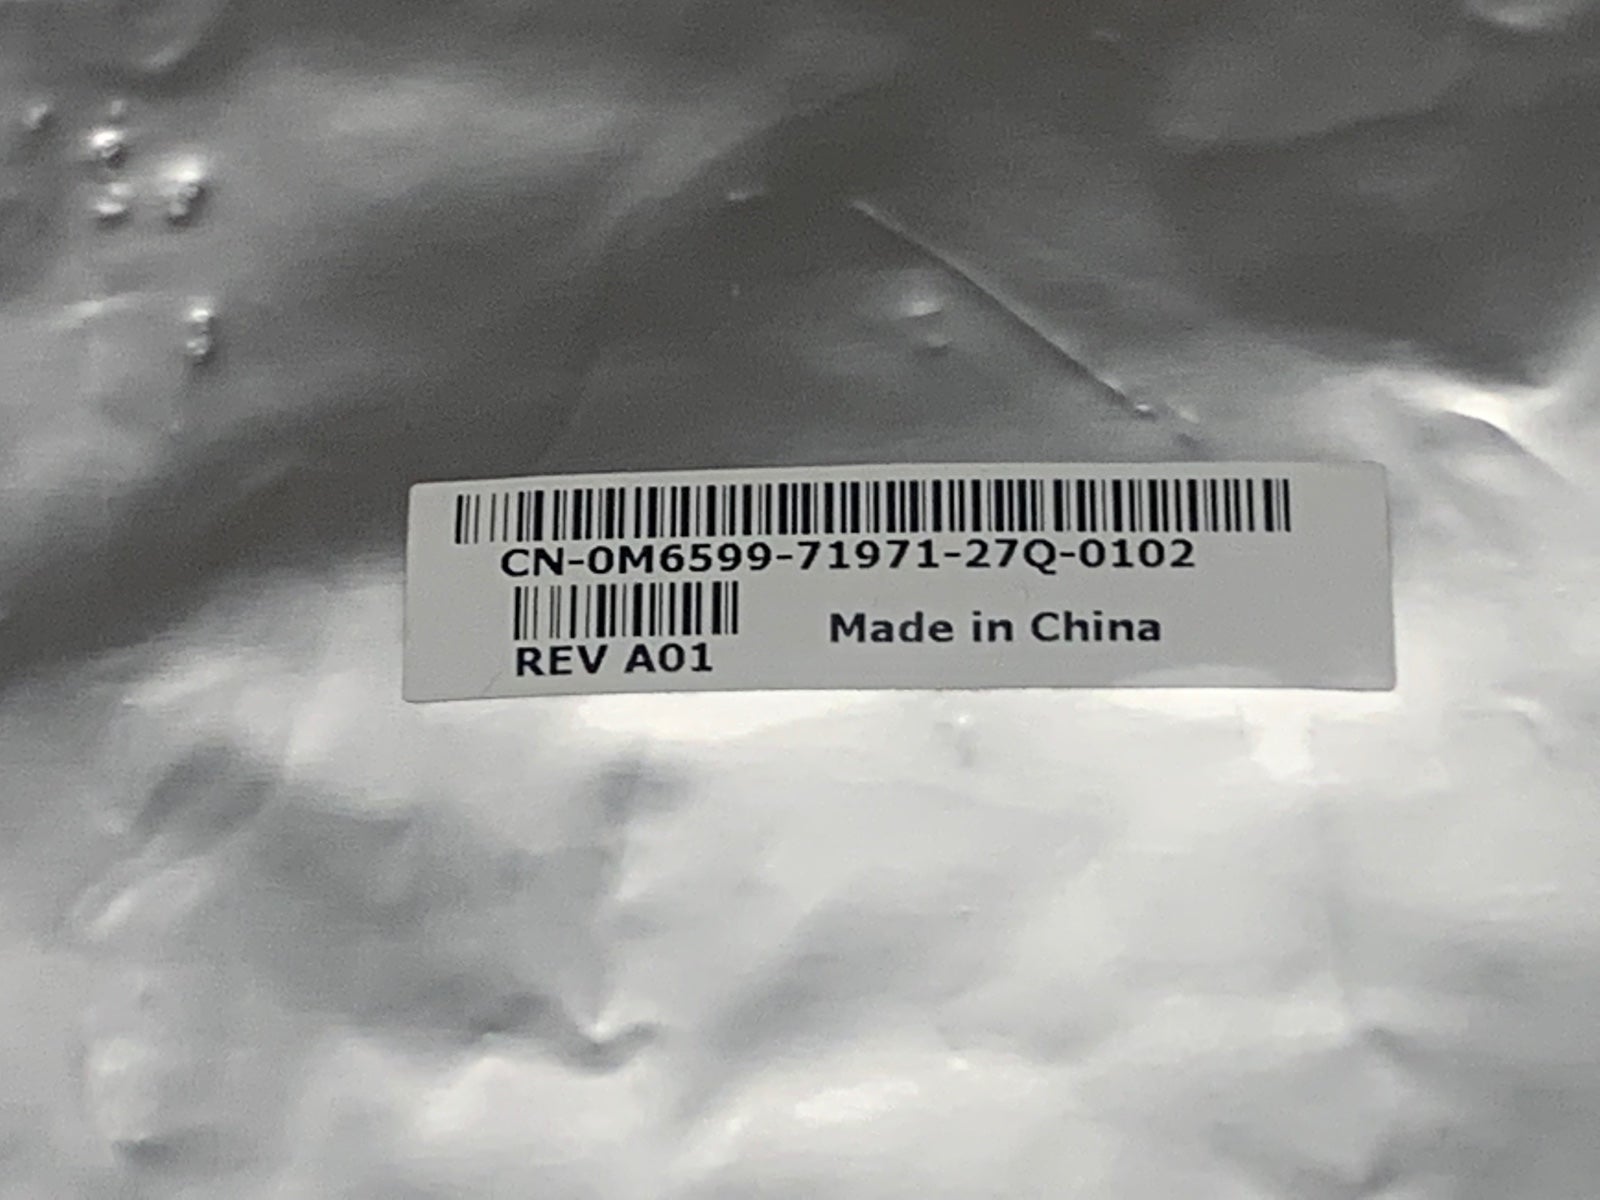 CN-0M6599-71971-27Q-0102
REV A01
Made in China